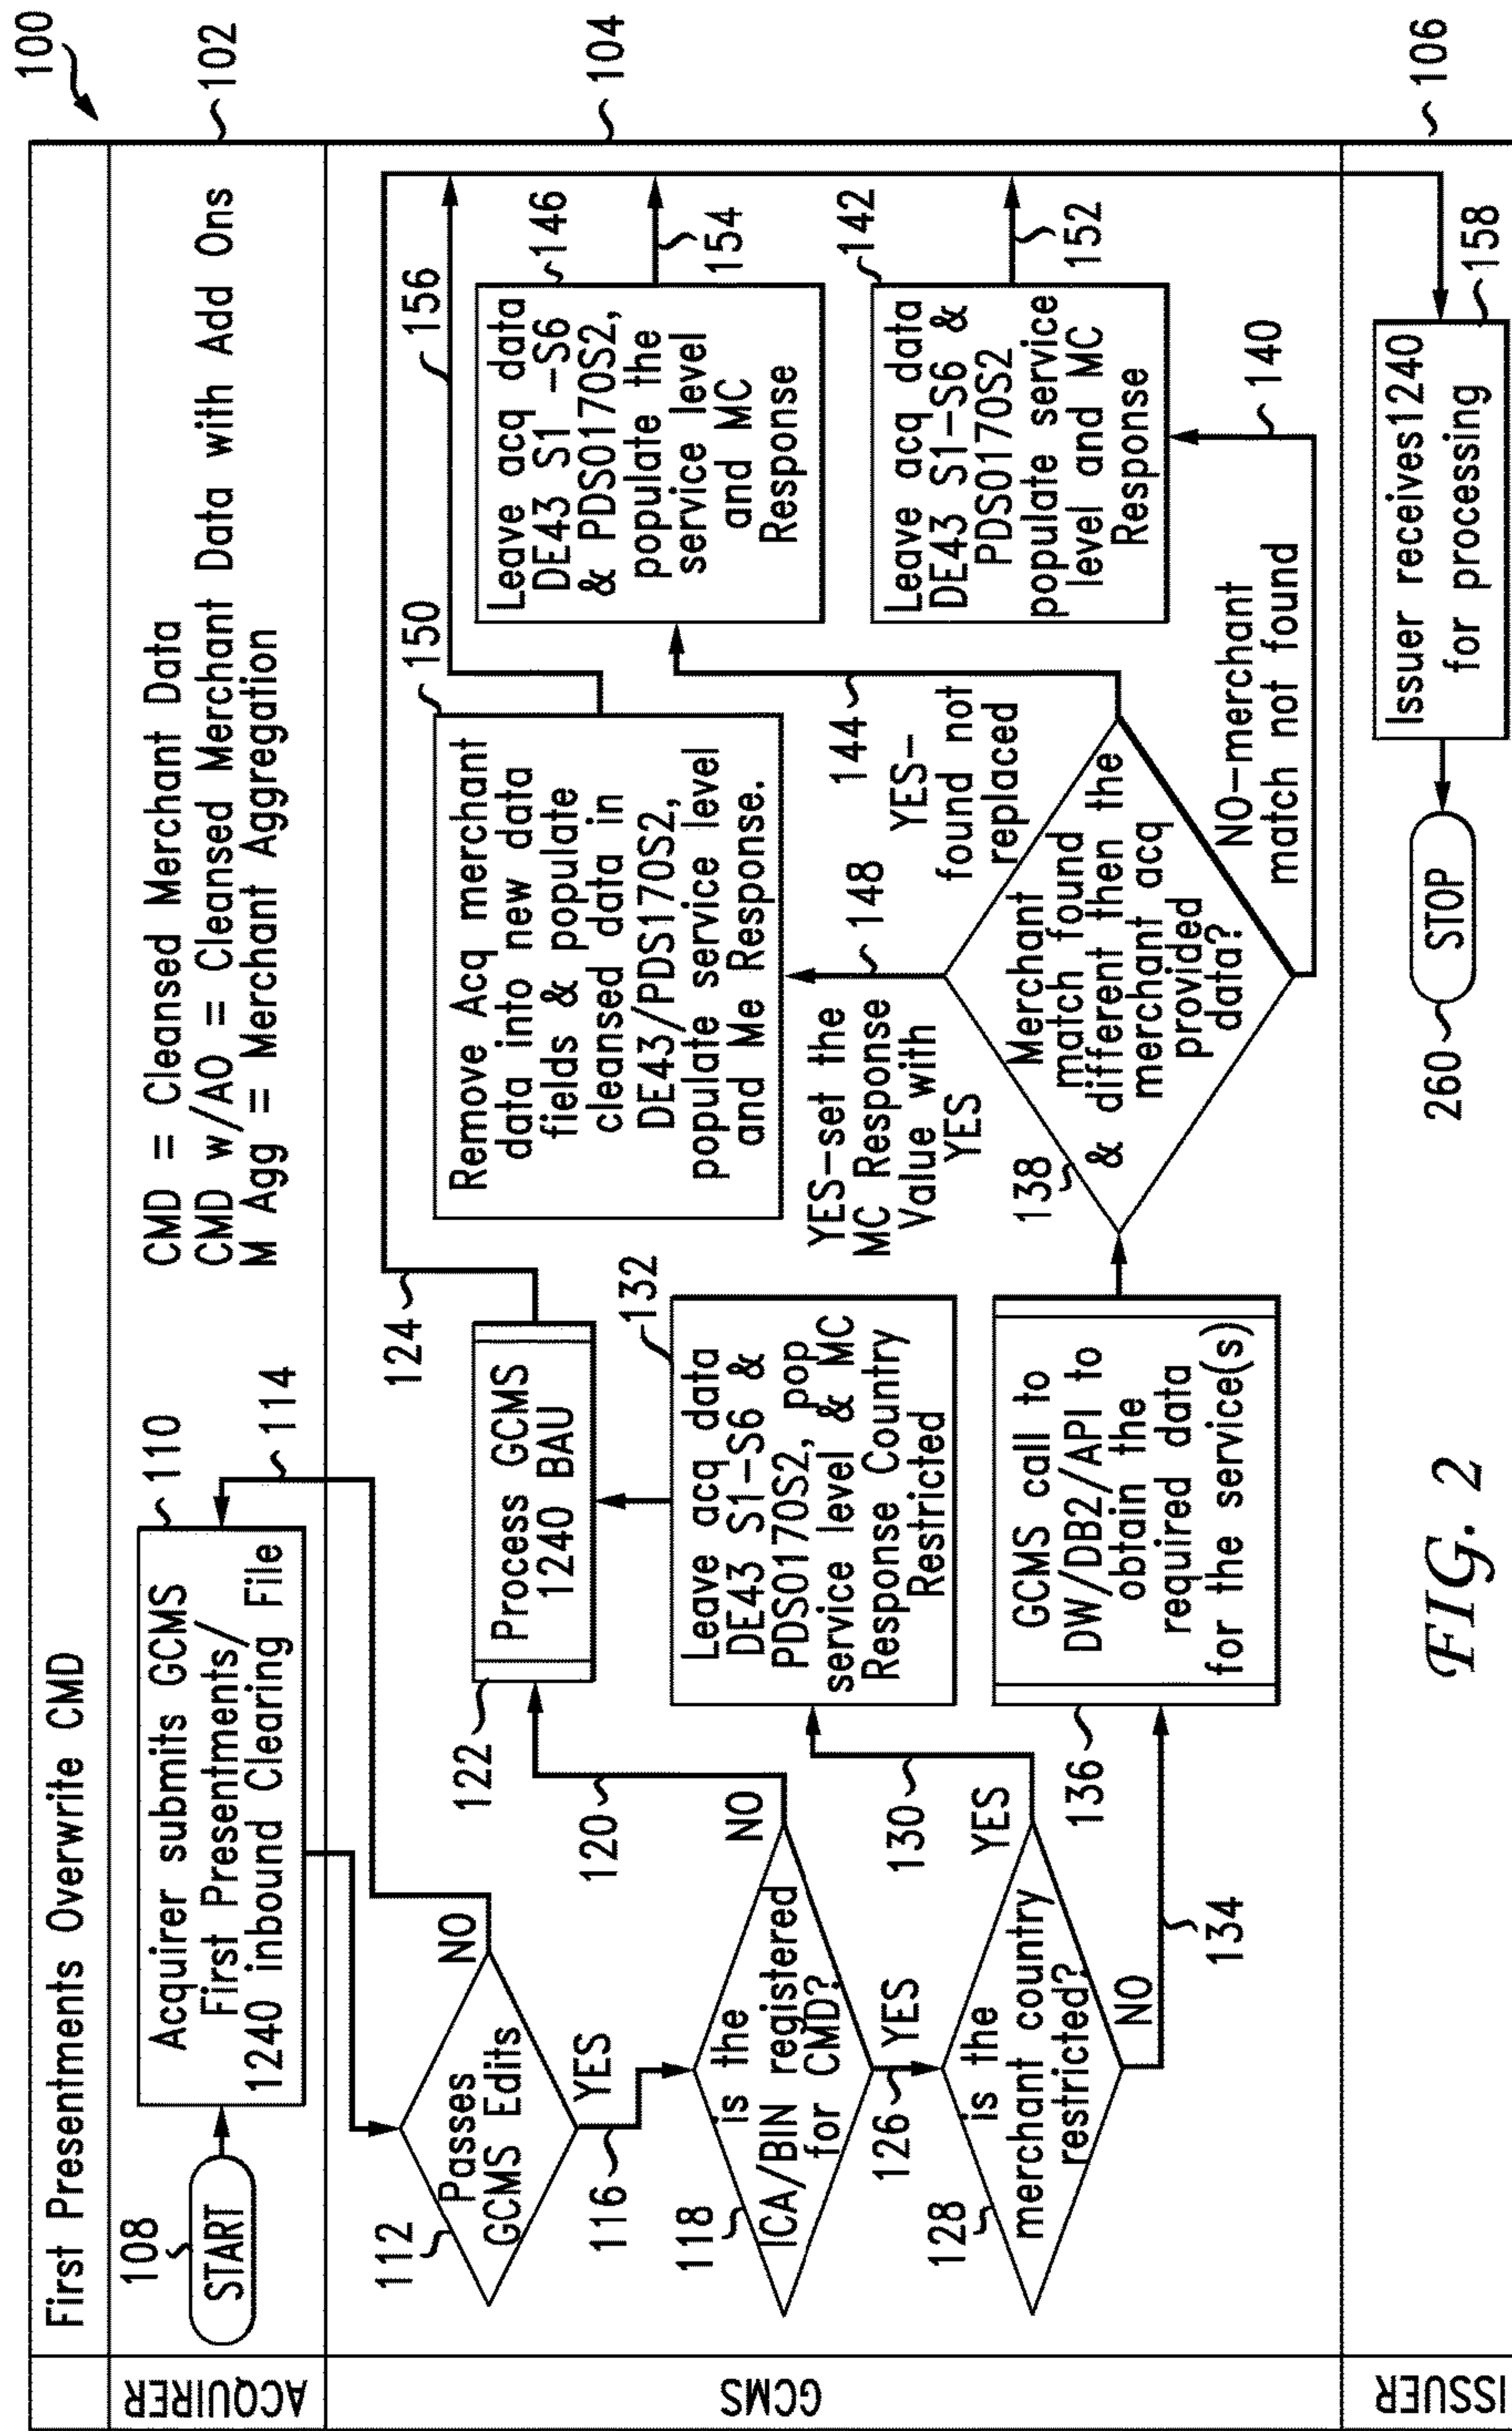 First Presentments Overwrite CMD
100
ACQUIRER
102
108
START
110
Acquirer submits GCMS
First Presentments/
1240 inbound Clearing File
114
CMD = Cleansed Merchant Data
CMD w/AO = Cleansed Merchant Data with Add Ons
M Agg = Merchant Aggregation
GCMS
104
112
Passes
GCMS Edits
NO
YES
116
118
is the
ICA/BIN registered
for CMD?
NO
120
YES
126
128
is the
merchant country
restricted?
YES
130
NO
134
122
Process GCMS
1240 BAU
124
132
Leave acq data
DE43 S1-S6 &
PDS0170S2, pop
service level & MC
Response Country
Restricted
136
GCMS call to
DW/DB2/API to
obtain the
required data
for the service(s)
138
Merchant
match found
& different then the
merchant acq
provided
data?
YES-set the
MC Response
Value with
YES
148
150
Remove Acq merchant
data into new data
fields & populate
cleansed data in
DE43/PDS170S2,
populate service level
and Me Response.
156
YES-
found not
replaced
144
146
Leave acq data
DE43 S1 -S6
& PDS0170S2,
populate the
service level
and MC
Response
154
NO-merchant
match not found
140
142
Leave acq data
DE43 S1-S6 &
PDS0170S2
populate service
level and MC
Response
152
ISSUER
106
158
Issuer receives1240
for processing
260
STOP
FIG. 2